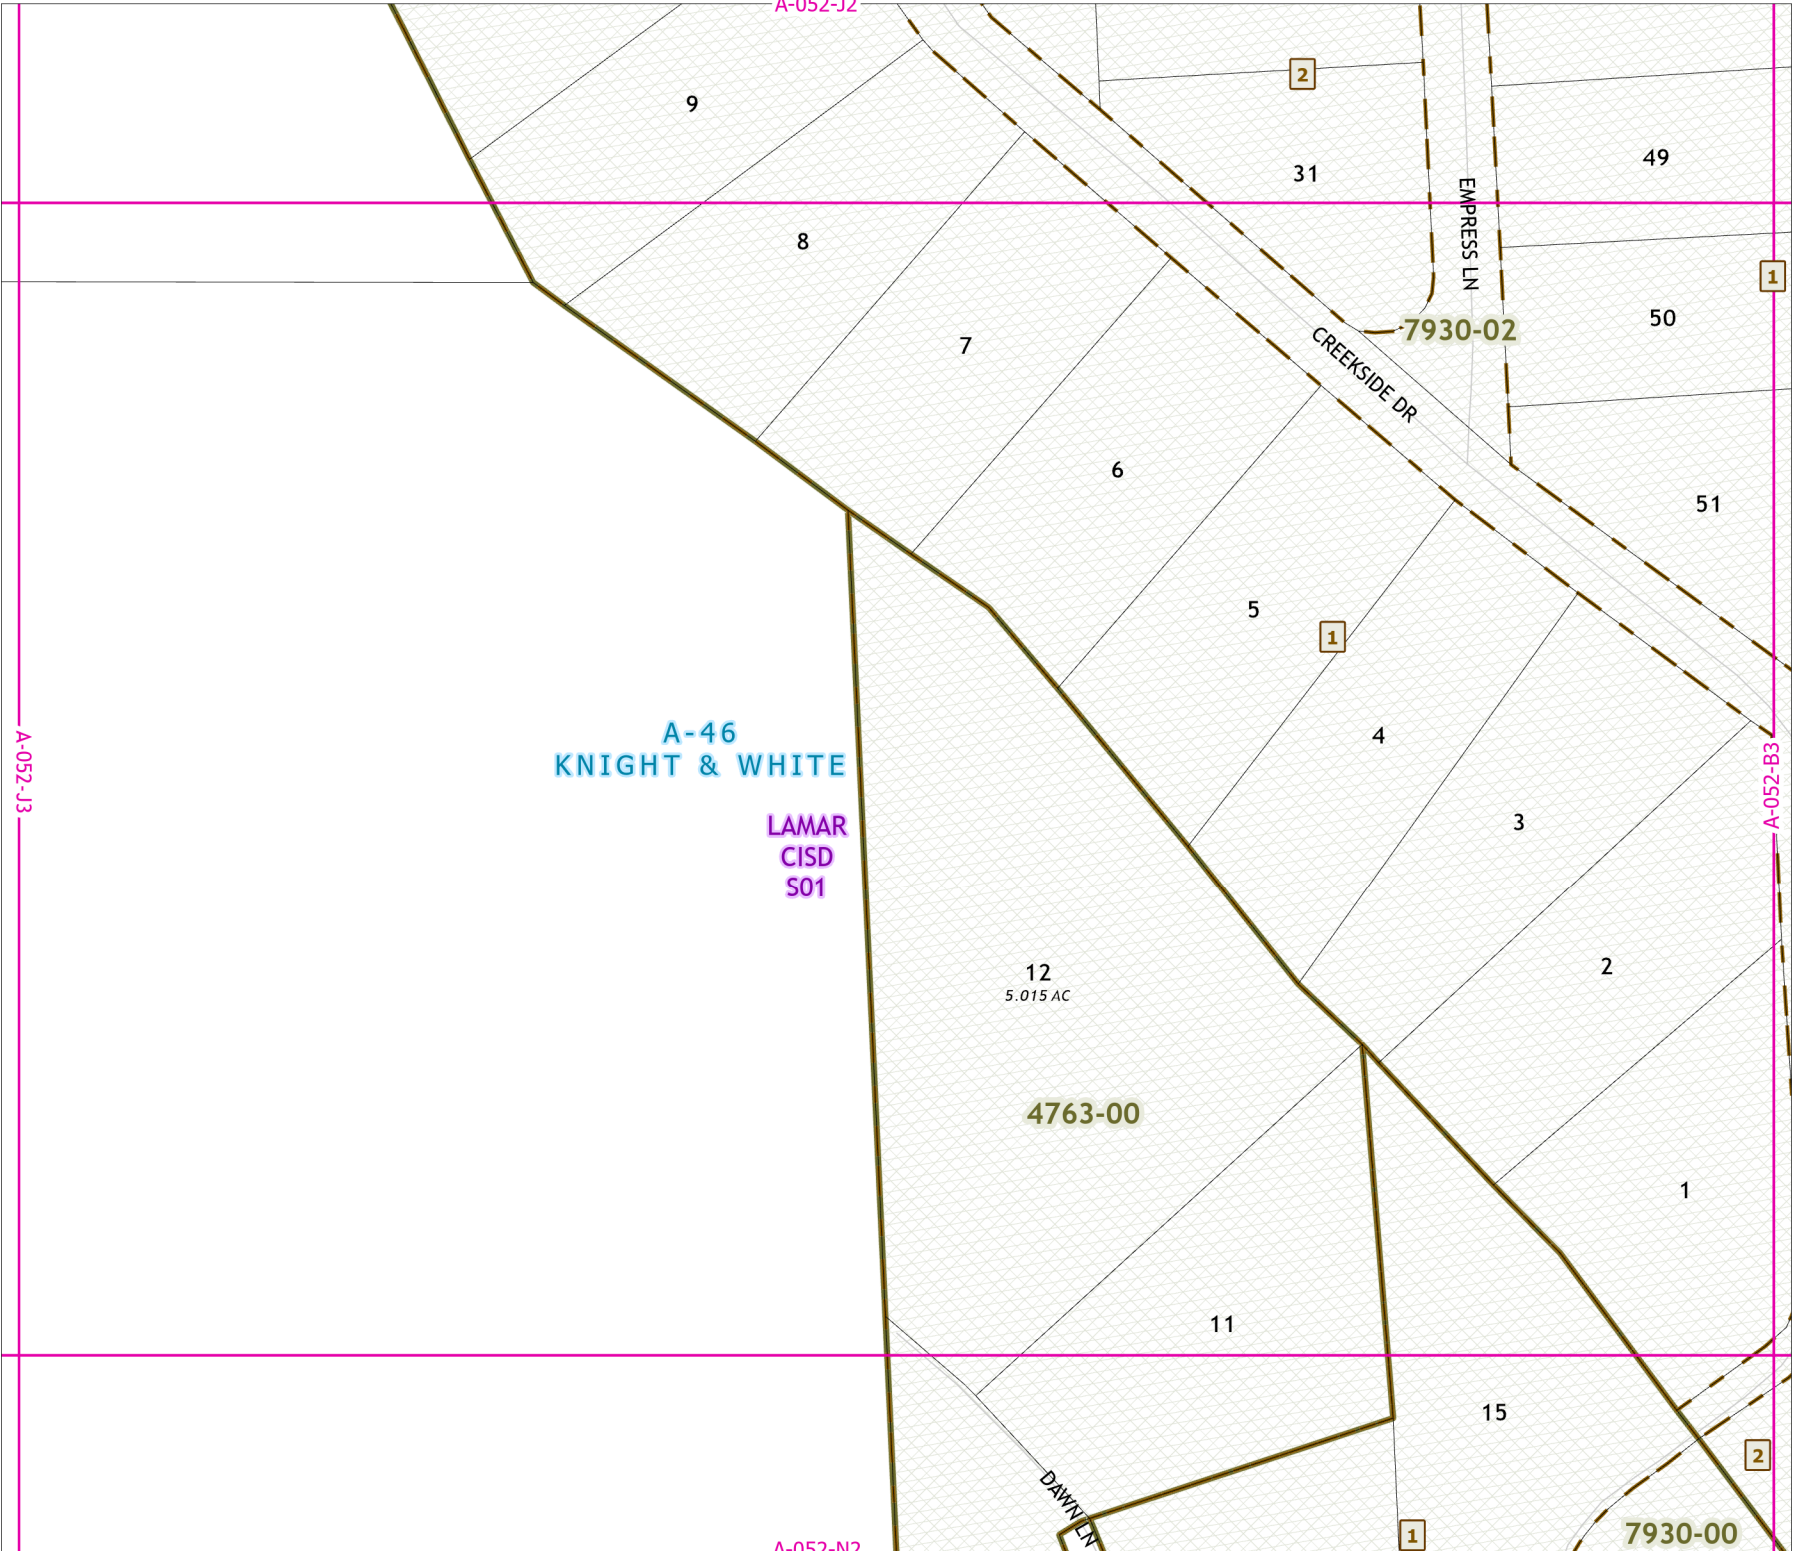 A-052-J2
2
9
49
31
EMPRESS LN
8
1
50
7930-02
7
CREEKSIDE DR
6
51
5
1
A-46
KNIGHT & WHITE
4
A-052-J3
A-052-B3
LAMAR
CISD
S01
3
2
12
5.015 AC
4763-00
1
11
15
2
DAWN LN
1
7930-00
A-052-N2